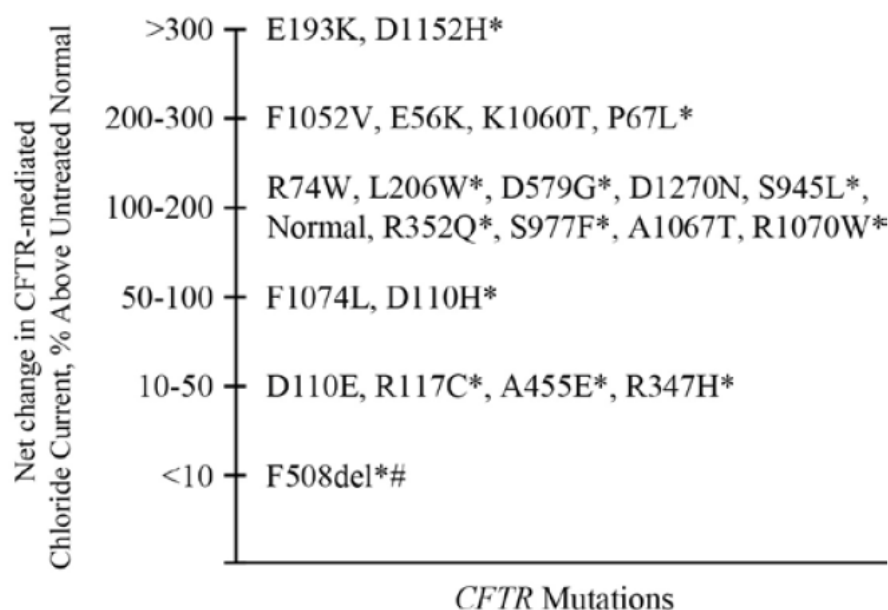 Net change in CFTR-mediated
Chloride Current, % Above Untreated Normal
>300 E193K, D1152H*
200-300 F1052V, E56K, K1060T, P67L*
100-200 R74W, L206W*, D579G*, D1270N, S945L*,
Normal, R352Q*, S977F*, A1067T, R1070W*
50-100 F1074L, D110H*
10-50 D110E, R117C*, A455E*, R347H*
<10 F508del*#
CFTR Mutations